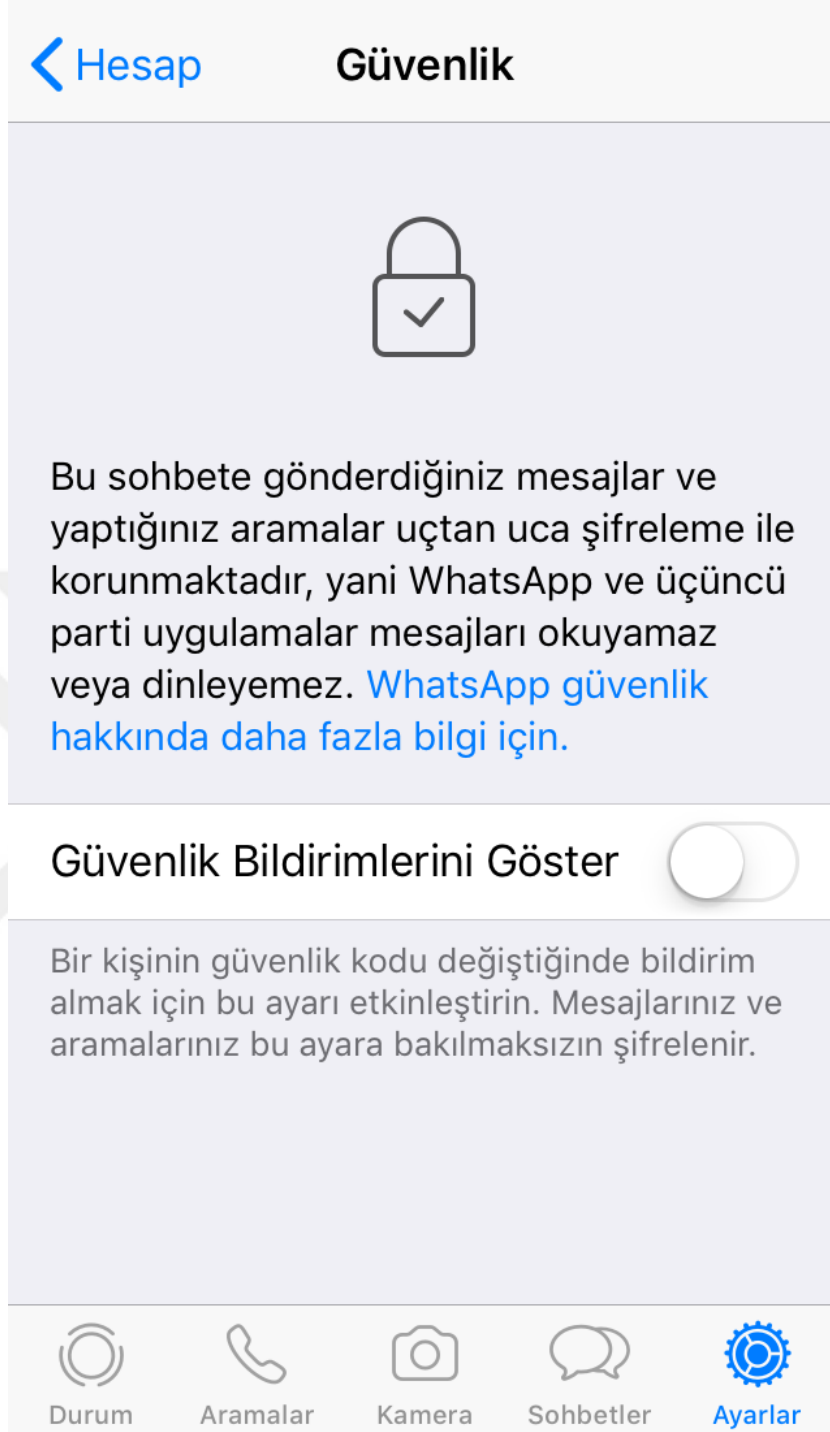 Hesap
Güvenlik
Bu sohbete gönderdiğiniz mesajlar ve
yaptığınız aramalar uçtan uca şifreleme ile
korunmaktadır, yani WhatsApp ve üçüncü
parti uygulamalar mesajları okuyamaz
veya dinleyemez. WhatsApp güvenlik
hakkında daha fazla bilgi için.
Güvenlik Bildirimlerini Göster
Bir kişinin güvenlik kodu değiştiğinde bildirim
almak için bu ayarı etkinleştirin. Mesajlarınız ve
aramalarınız bu ayara bakılmaksızın şifrelenir.
Durum
Aramalar
Kamera
Sohbetler
Ayarlar